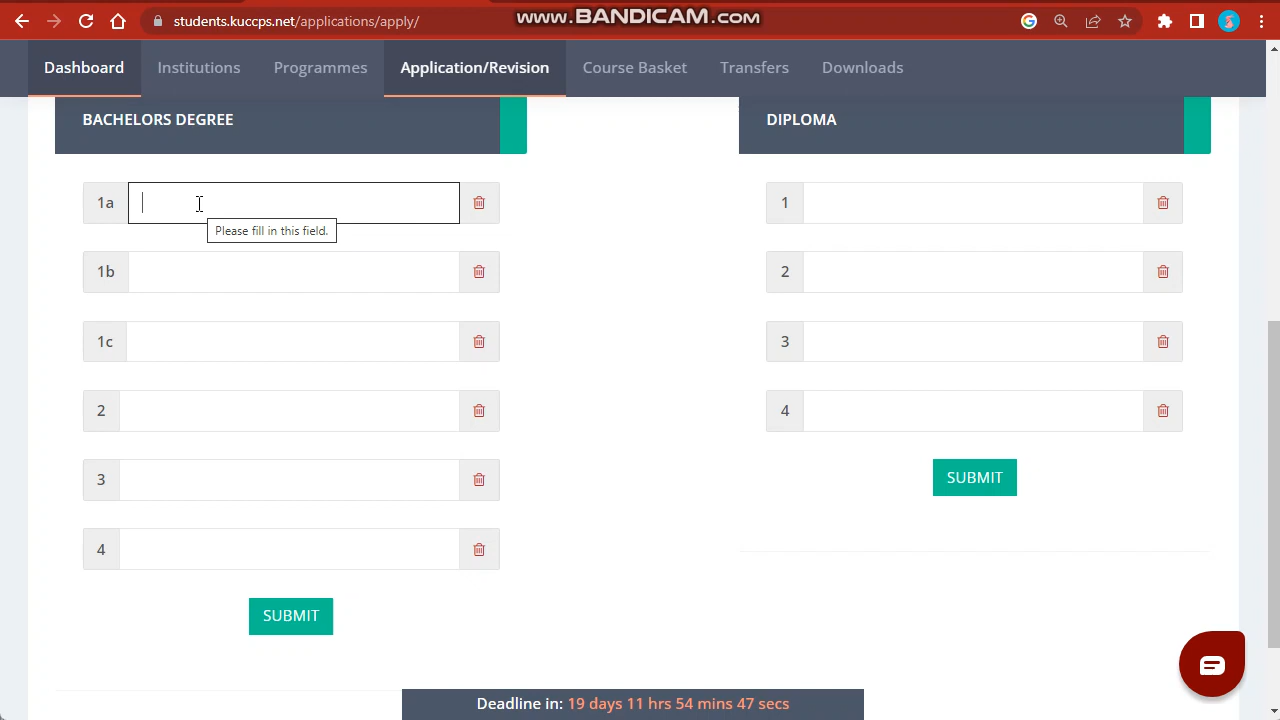 students.kuccps.net/applications/apply/
www.BANDICAM.com
Dashboard
Institutions
Programmes
Application/Revision
Course Basket
Transfers
Downloads
BACHELORS DEGREE
1a
Please fill in this field.
1b
1c
2
3
4
SUBMIT
DIPLOMA
1
2
3
4
SUBMIT
Deadline in: 19 days 11 hrs 54 mins 47 secs